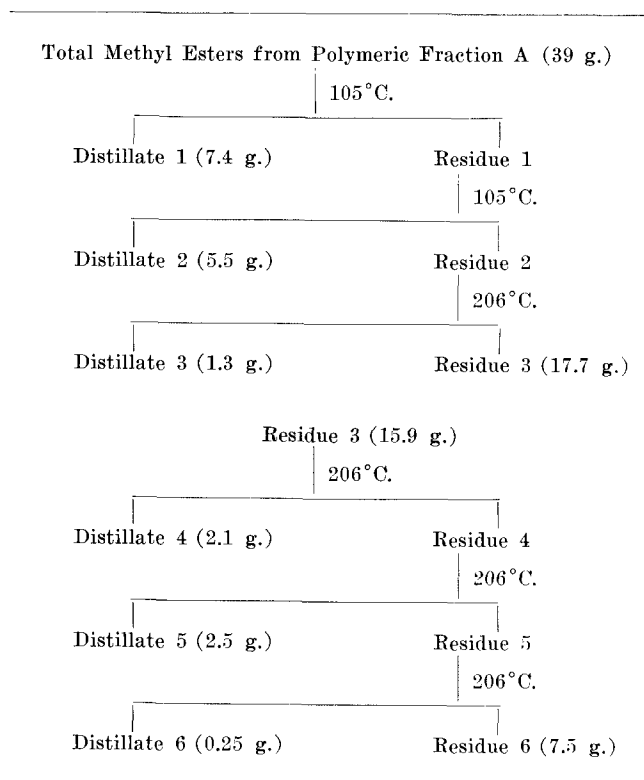 Total Methyl Esters from Polymeric Fraction A (39 g.)
105°C.
Distillate 1 (7.4 g.) Residue 1
105°C.
Distillate 2 (5.5 g.) Residue 2
206°C.
Distillate 3 (1.3 g.) Residue 3 (17.7 g.)
Residue 3 (15.9 g.)
206°C.
Distillate 4 (2.1 g.) Residue 4
206°C.
Distillate 5 (2.5 g.) Residue 5
206°C.
Distillate 6 (0.25 g.) Residue 6 (7.5 g.)